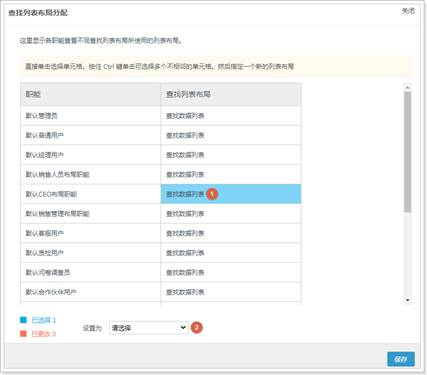 查找列表布局分配
关闭
这里显示各职能查看不同查找列表布局所使用的列表布局。
直接单击选择单元格。按住 Ctrl 键单击可选择多个不相邻的单元格。然后指定一个新的列表布局
职能 查找列表布局
默认管理员 查找数据列表
默认普通用户 查找数据列表
默认经理用户 查找数据列表
默认销售人员布局职能 查找数据列表
默认CEO布局职能 查找数据列表 1
默认销售管理布局职能 查找数据列表
默认客服用户 查找数据列表
默认质检用户 查找数据列表
默认问卷调查员 查找数据列表
默认合作伙伴用户 查找数据列表
已选择 1
设置为 请选择 2
已更改 0
保存